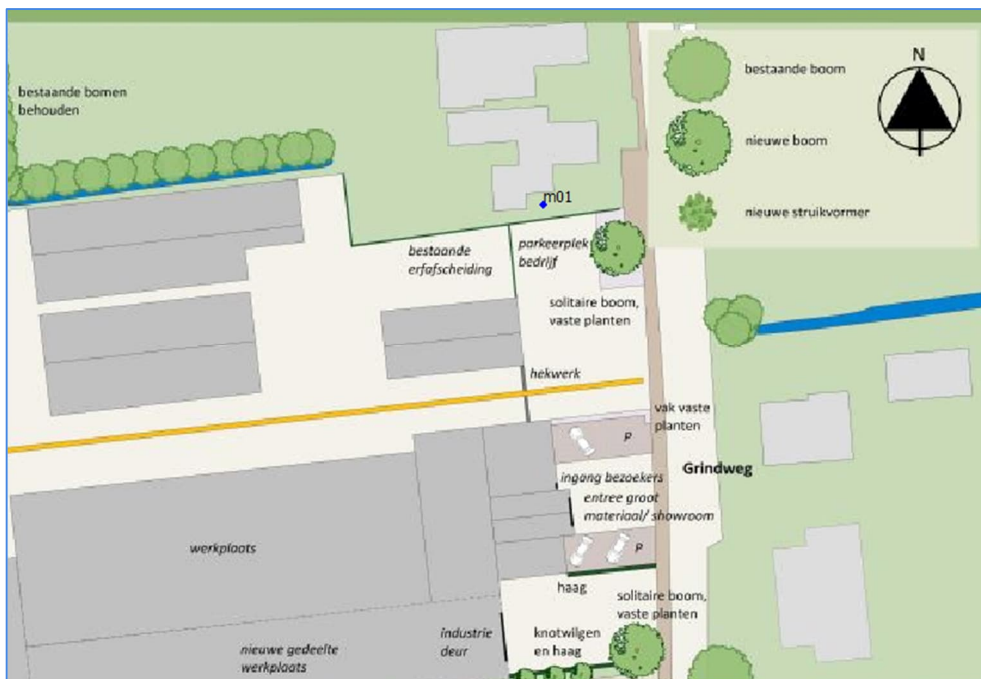 N
bestaande boom
bestaande bomen
behouden
nieuwe boom
m01
nieuwe struikvormer
bestaande
erfafscheiding
parkeerplek
bedrijf
solitaire boom,
vaste planten
hekwerk
vak vaste
planten
P
Grindweg
ingang bezoekers
entree groot
materiaal/ showroom
werkplaats
P
haag
solitaire boom,
vaste planten
industrie
deur
knotwilgen
en haag
nieuwe gedeelte
werkplaats